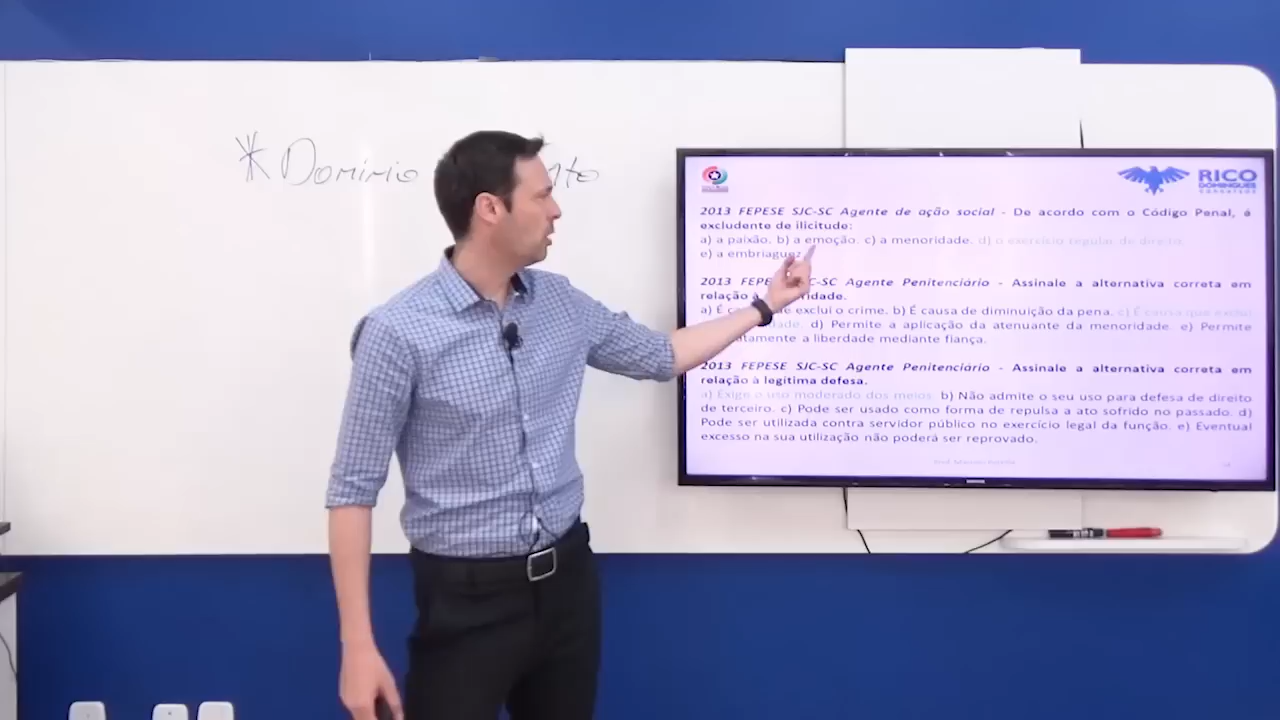 * Domínio
RICO
DOMINGUES
CONCURSOS
2013 FEPESE SJC-SC Agente de ação social - De acordo com o Código Penal, é
excludente de ilicitude:
a) a paixão. b) a emoção. c) a menoridade. d) o exercício regular de direito.
e) a embriaguez
2013 FEPESE SJC-SC Agente Penitenciário - Assinale a alternativa correta em
relação à
a) É de exclui o crime. b) É causa de diminuição da pena. c) É causa que exclui
d) Permite a aplicação da atenuante da menoridade. e) Permite
a liberdade mediante fiança.
2013 FEPESE SJC-SC Agente Penitenciário - Assinale a alternativa correta em
relação à legítima defesa.
a) Exige o uso moderado dos meios. b) Não admite o seu uso para defesa de direito
de terceiro. c) Pode ser usado como forma de repulsa a ato sofrido no passado. d)
Pode ser utilizada contra servidor público no exercício legal da função. e) Eventual
excesso na sua utilização não poderá ser reprovado.